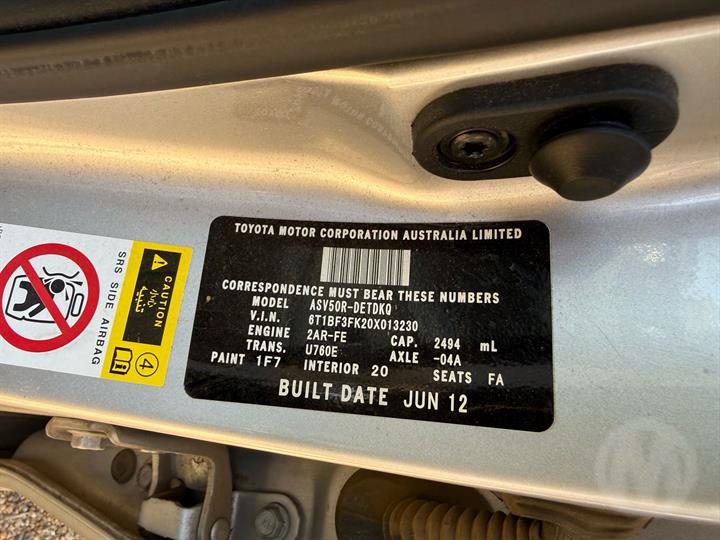 TOYOTA MOTOR CORPORATION AUSTRALIA LIMITED
CORRESPONDENCE MUST BEAR THESE NUMBERS
MODEL ASV50R-DETDKQ
V.I.N. 6T1BF3FK20X013230
ENGINE 2AR-FE CAP. 2494 mL
TRANS. U760E AXLE -04A
PAINT 1F7 INTERIOR 20 SEATS FA
BUILT DATE JUN 12
SRS SIDE AIRBAG
CAUTION
4
M